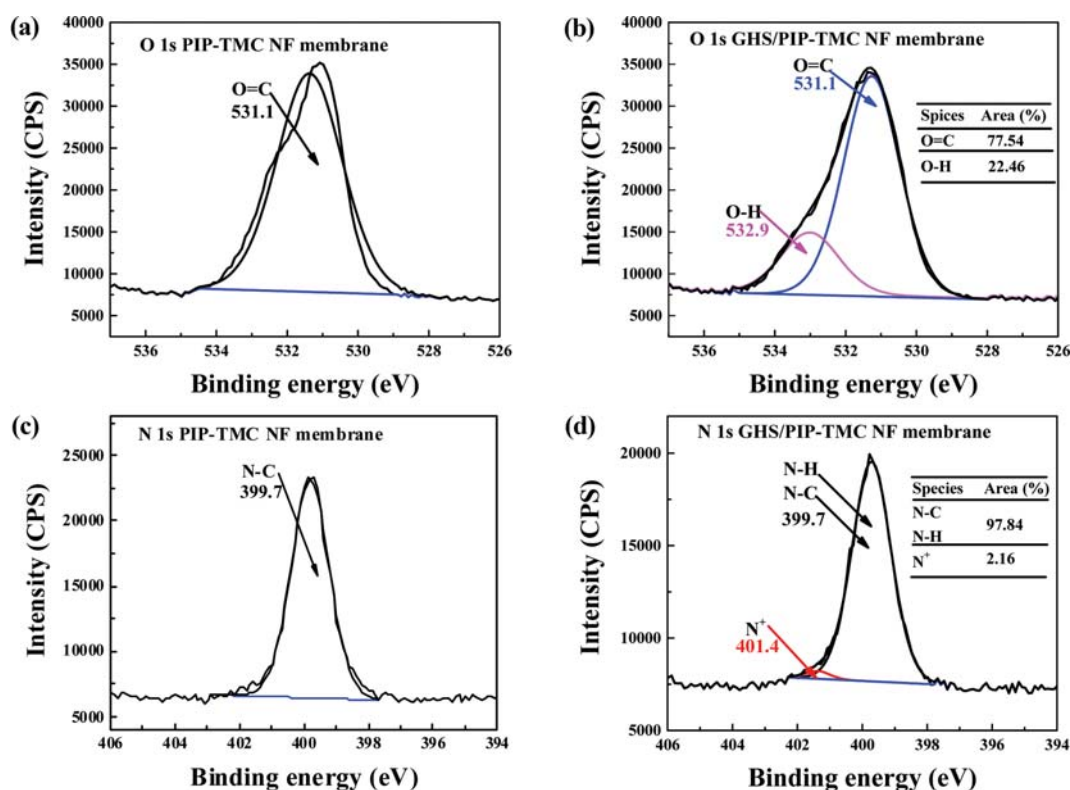 (a)
O 1s PIP-TMC NF membrane
O=C
531.1
Intensity (CPS)
40000
35000
30000
25000
20000
15000
10000
5000
536 534 532 530 528 526
Binding energy (eV)
(b)
O 1s GHS/PIP-TMC NF membrane
O=C
531.1
O-H
532.9
Spices Area (%)
O=C 77.54
O-H 22.46
Intensity (CPS)
40000
35000
30000
25000
20000
15000
10000
5000
536 534 532 530 528 526
Binding energy (eV)
(c)
N 1s PIP-TMC NF membrane
N-C
399.7
Intensity (CPS)
25000
20000
15000
10000
5000
406 404 402 400 398 396 394
Binding energy (eV)
(d)
N 1s GHS/PIP-TMC NF membrane
N-H
N-C
399.7
N+
401.4
Species Area (%)
N-C
97.84
N-H
N+ 2.16
Intensity (CPS)
20000
15000
10000
5000
406 404 402 400 398 396 394
Binding energy (eV)